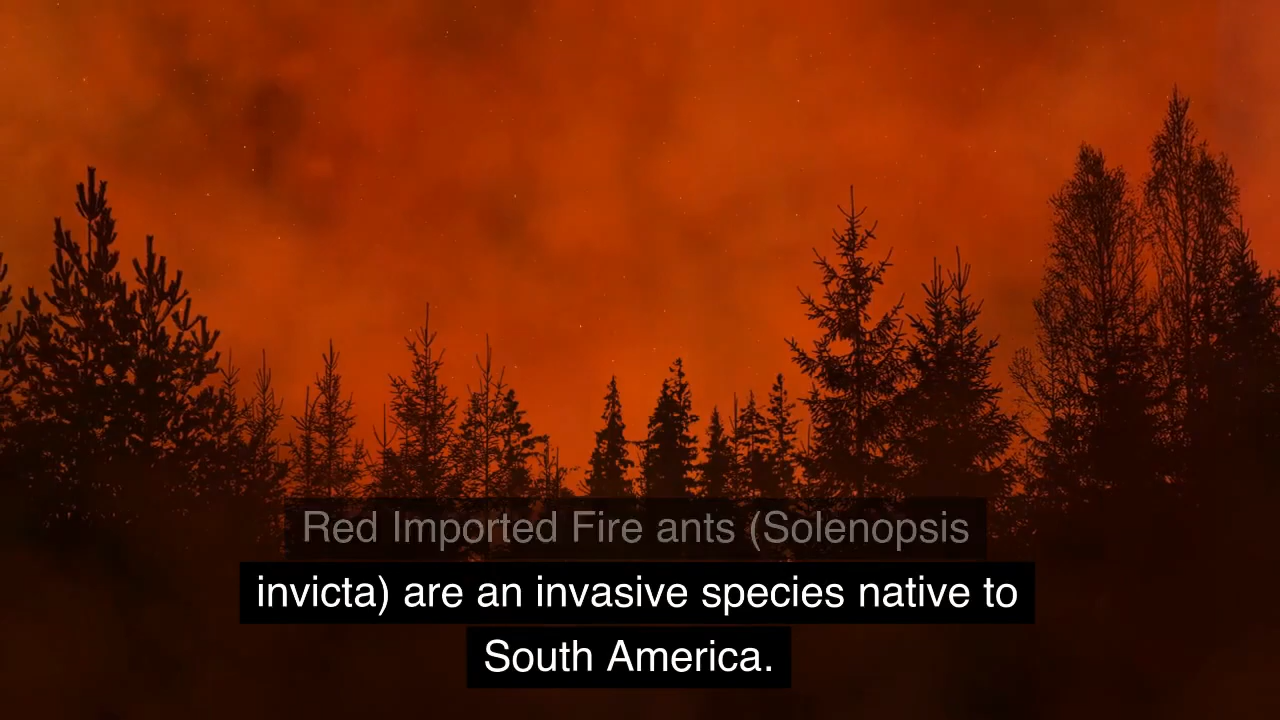 Red Imported Fire ants (Solenopsis
invicta) are an invasive species native to
South America.